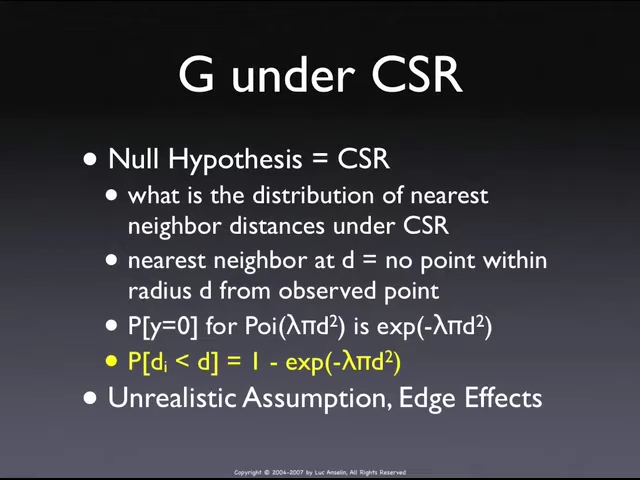 G under CSR
• Null Hypothesis = CSR
• what is the distribution of nearest
neighbor distances under CSR
• nearest neighbor at d = no point within
radius d from observed point
• P[y=0] for Poi(λπd²) is exp(-λπd²)
• P[dᵢ < d] = 1 - exp(-λπd²)
• Unrealistic Assumption, Edge Effects
Copyright © 2004-2007 by Luc Anselin, All Rights Reserved